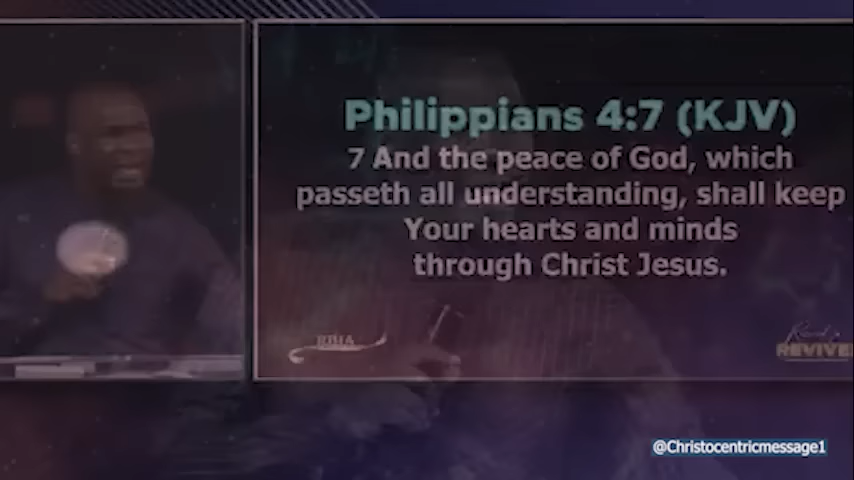 Philippians 4:7 (KJV)
7 And the peace of God, which
passeth all understanding, shall keep
Your hearts and minds
through Christ Jesus.
REVIVE
@Christocentricmessage1